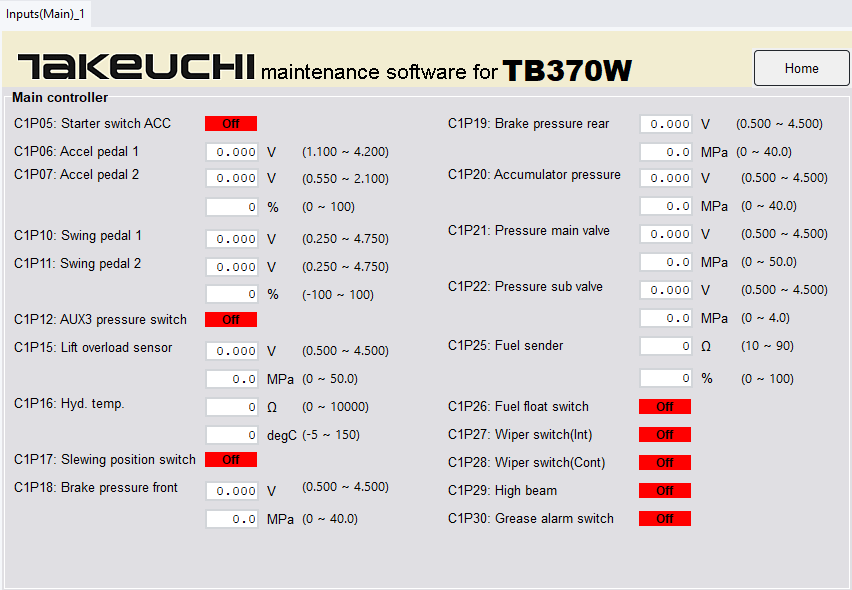 Inputs(Main)_1
TAKEUCHI maintenance software for TB370W
Home
Main controller
C1P05: Starter switch ACC Off
C1P06: Accel pedal 1 0.000 V (1.100 ~ 4.200)
C1P07: Accel pedal 2 0.000 V (0.550 ~ 2.100)
0 % (0 ~ 100)
C1P10: Swing pedal 1 0.000 V (0.250 ~ 4.750)
C1P11: Swing pedal 2 0.000 V (0.250 ~ 4.750)
0 % (-100 ~ 100)
C1P12: AUX3 pressure switch Off
C1P15: Lift overload sensor 0.000 V (0.500 ~ 4.500)
0.0 MPa (0 ~ 50.0)
C1P16: Hyd. temp. 0 Ω (0 ~ 10000)
0 degC (-5 ~ 150)
C1P17: Slewing position switch Off
C1P18: Brake pressure front 0.000 V (0.500 ~ 4.500)
0.0 MPa (0 ~ 40.0)
C1P19: Brake pressure rear 0.000 V (0.500 ~ 4.500)
0.0 MPa (0 ~ 40.0)
C1P20: Accumulator pressure 0.000 V (0.500 ~ 4.500)
0.0 MPa (0 ~ 40.0)
C1P21: Pressure main valve 0.000 V (0.500 ~ 4.500)
0.0 MPa (0 ~ 50.0)
C1P22: Pressure sub valve 0.000 V (0.500 ~ 4.500)
0.0 MPa (0 ~ 4.0)
C1P25: Fuel sender 0 Ω (10 ~ 90)
0 % (0 ~ 100)
C1P26: Fuel float switch Off
C1P27: Wiper switch(Int) Off
C1P28: Wiper switch(Cont) Off
C1P29: High beam Off
C1P30: Grease alarm switch Off